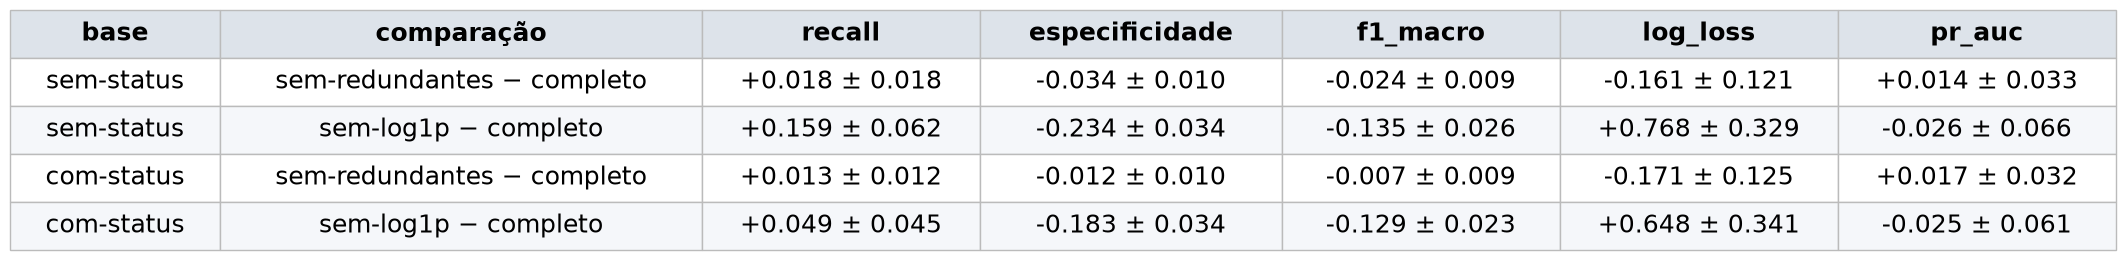 base comparação recall especificidade f1_macro log_loss pr_auc
sem-status sem-redundantes − completo +0.018 ± 0.018 -0.034 ± 0.010 -0.024 ± 0.009 -0.161 ± 0.121 +0.014 ± 0.033
sem-status sem-log1p − completo +0.159 ± 0.062 -0.234 ± 0.034 -0.135 ± 0.026 +0.768 ± 0.329 -0.026 ± 0.066
com-status sem-redundantes − completo +0.013 ± 0.012 -0.012 ± 0.010 -0.007 ± 0.009 -0.171 ± 0.125 +0.017 ± 0.032
com-status sem-log1p − completo +0.049 ± 0.045 -0.183 ± 0.034 -0.129 ± 0.023 +0.648 ± 0.341 -0.025 ± 0.061